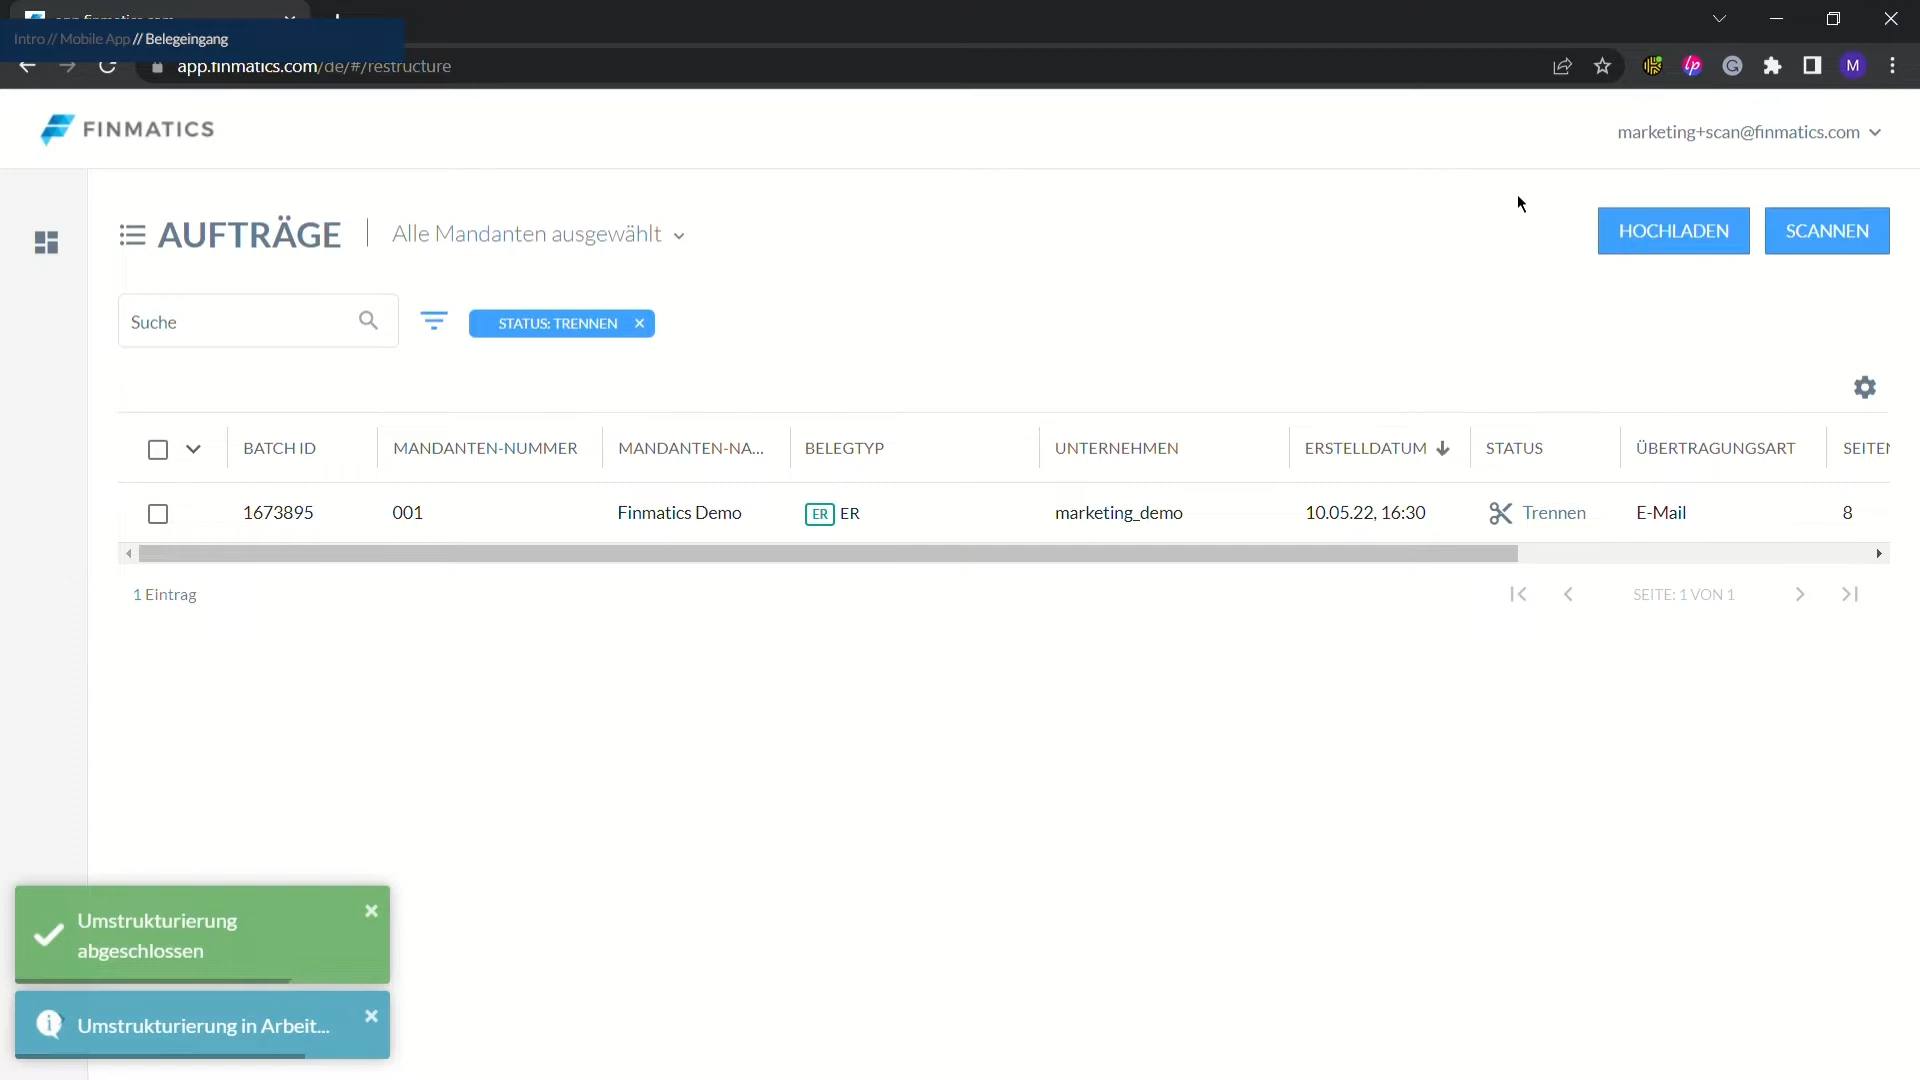 Intro // Mobile App // Belegeingang
app.finmatics.com/de/#/restructure
M
FINMATICS
marketing+scan@finmatics.com
AUFTRÄGE
Alle Mandanten ausgewählt
HOCHLADEN
SCANNEN
Suche
STATUS: TRENNEN
BATCH ID
MANDANTEN-NUMMER
MANDANTEN-NA...
BELEGTYP
UNTERNEHMEN
ERSTELLDATUM
STATUS
ÜBERTRAGUNGSART
SEITEN
1673895
001
Finmatics Demo
ER
ER
marketing_demo
10.05.22, 16:30
Trennen
E-Mail
8
1 Eintrag
SEITE: 1 VON 1
Umstrukturierung
abgeschlossen
Umstrukturierung in Arbeit...